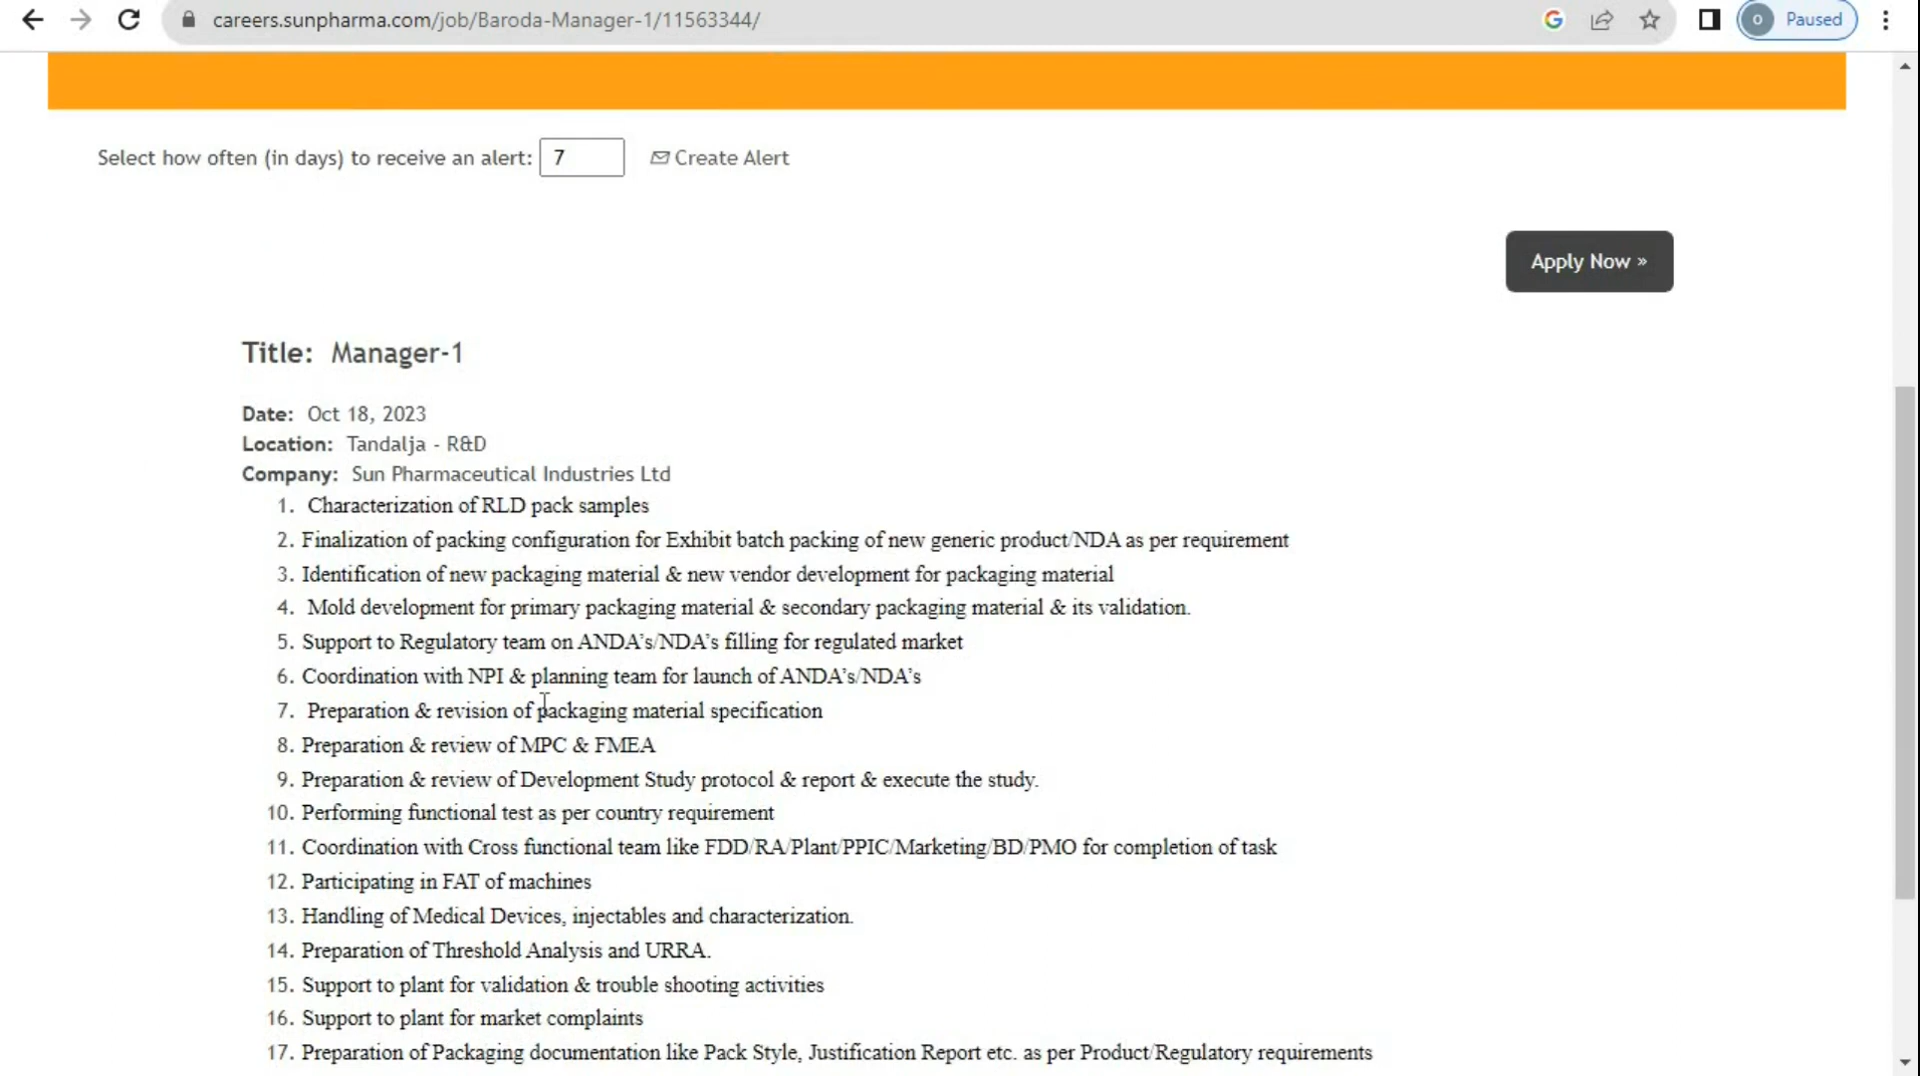 careers.sunpharma.com/job/Baroda-Manager-1/11563344/
o Paused
Select how often (in days) to receive an alert: 7 Create Alert
Apply Now »
Title: Manager-1
Date: Oct 18, 2023
Location: Tandalja - R&D
Company: Sun Pharmaceutical Industries Ltd
1. Characterization of RLD pack samples
2. Finalization of packing configuration for Exhibit batch packing of new generic product/NDA as per requirement
3. Identification of new packaging material & new vendor development for packaging material
4. Mold development for primary packaging material & secondary packaging material & its validation.
5. Support to Regulatory team on ANDA's/NDA's filling for regulated market
6. Coordination with NPI & planning team for launch of ANDA's/NDA's
7. Preparation & revision of packaging material specification
8. Preparation & review of MPC & FMEA
9. Preparation & review of Development Study protocol & report & execute the study.
10. Performing functional test as per country requirement
11. Coordination with Cross functional team like FDD/RA/Plant/PPIC/Marketing/BD/PMO for completion of task
12. Participating in FAT of machines
13. Handling of Medical Devices, injectables and characterization.
14. Preparation of Threshold Analysis and URRA.
15. Support to plant for validation & trouble shooting activities
16. Support to plant for market complaints
17. Preparation of Packaging documentation like Pack Style, Justification Report etc. as per Product/Regulatory requirements